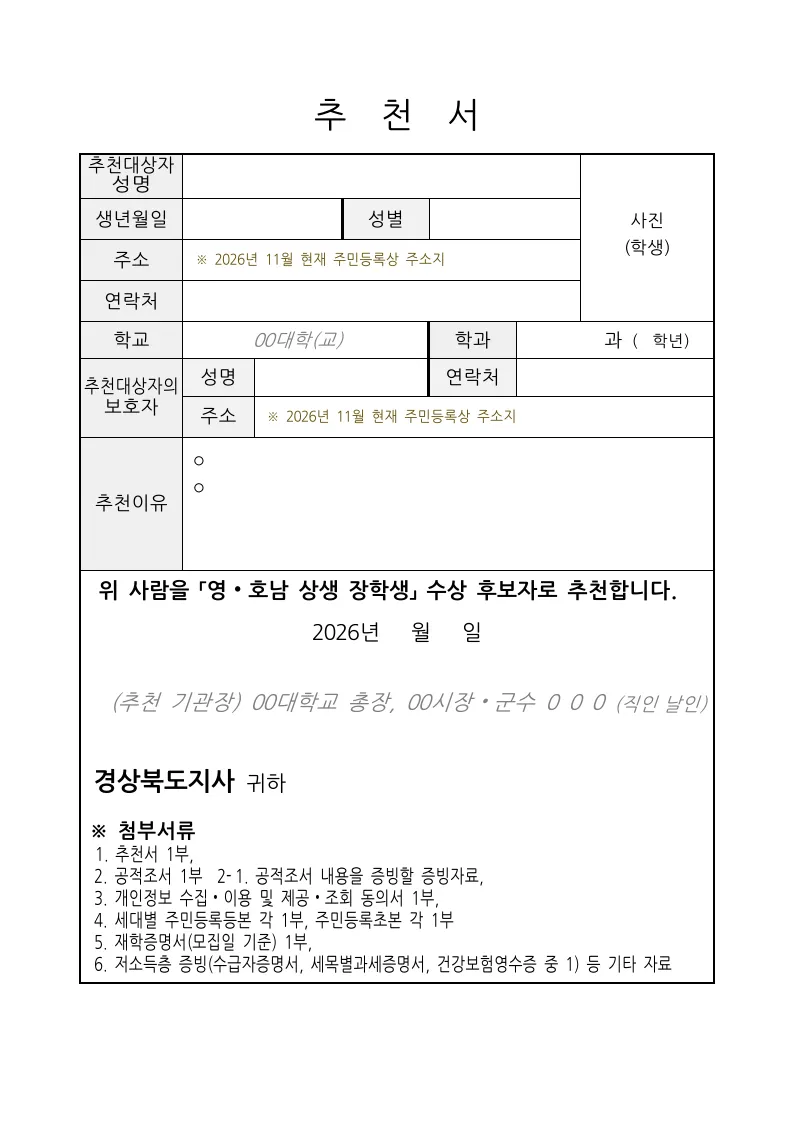 추 천 서
추천대상자
성명
사진
(학생)
생년월일
성별
주소
※ 2026년 11월 현재 주민등록상 주소지
연락처
학교
00대학(교)
학과
과 ( 학년)
추천대상자의
보호자
성명
연락처
주소
※ 2026년 11월 현재 주민등록상 주소지
추천이유
○
○
위 사람을 ｢영・호남 상생 장학생｣ 수상 후보자로 추천합니다.
2026년 월 일
(추천 기관장) 00대학교 총장, 00시장・군수 0 0 0 (직인 날인)
경상북도지사 귀하
※ 첨부서류
1. 추천서 1부,
2. 공적조서 1부 2-1. 공적조서 내용을 증빙할 증빙자료,
3. 개인정보 수집・이용 및 제공・조회 동의서 1부,
4. 세대별 주민등록등본 각 1부, 주민등록초본 각 1부
5. 재학증명서(모집일 기준) 1부,
6. 저소득층 증빙(수급자증명서, 세목별과세증명서, 건강보험영수증 중 1) 등 기타 자료